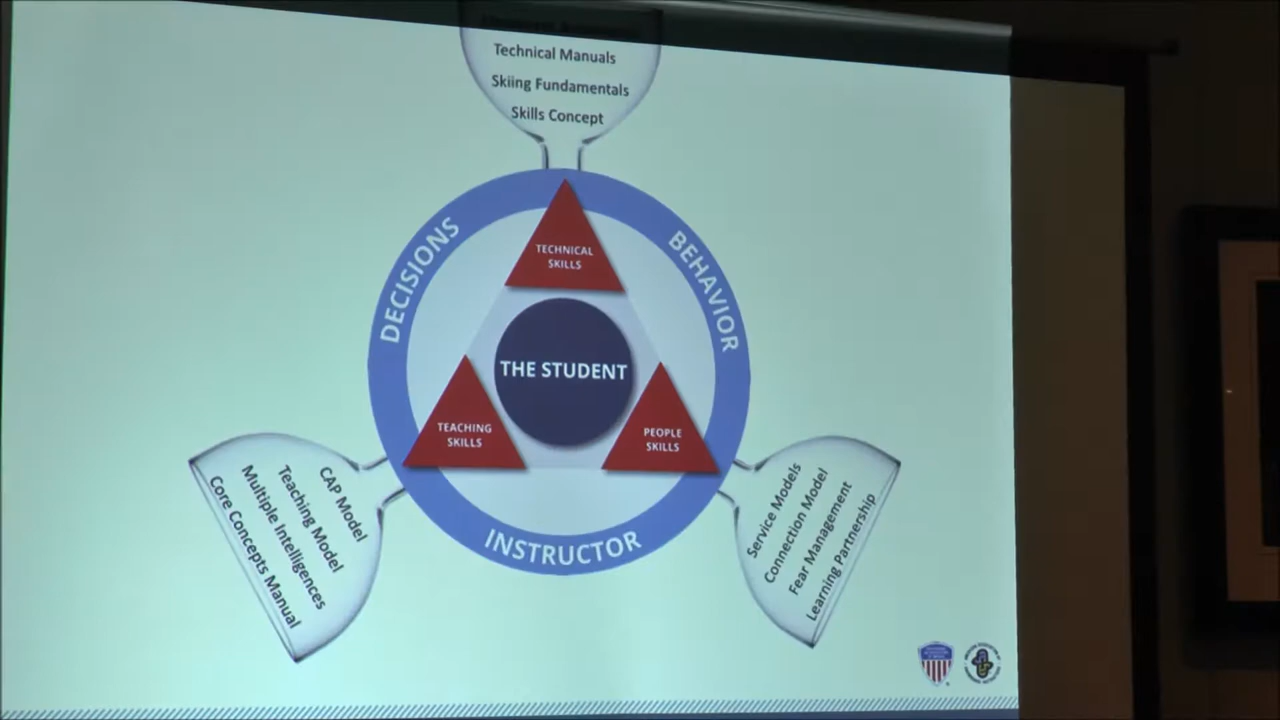 Technical Manuals
Skiing Fundamentals
Skills Concept
DECISIONS
BEHAVIOR
TECHNICAL
SKILLS
THE STUDENT
TEACHING
SKILLS
PEOPLE
SKILLS
INSTRUCTOR
CAP Model
Teaching Model
Multiple Intelligences
Core Concepts Manual
Service Models
Connection Model
Fear Management
Learning Partnership